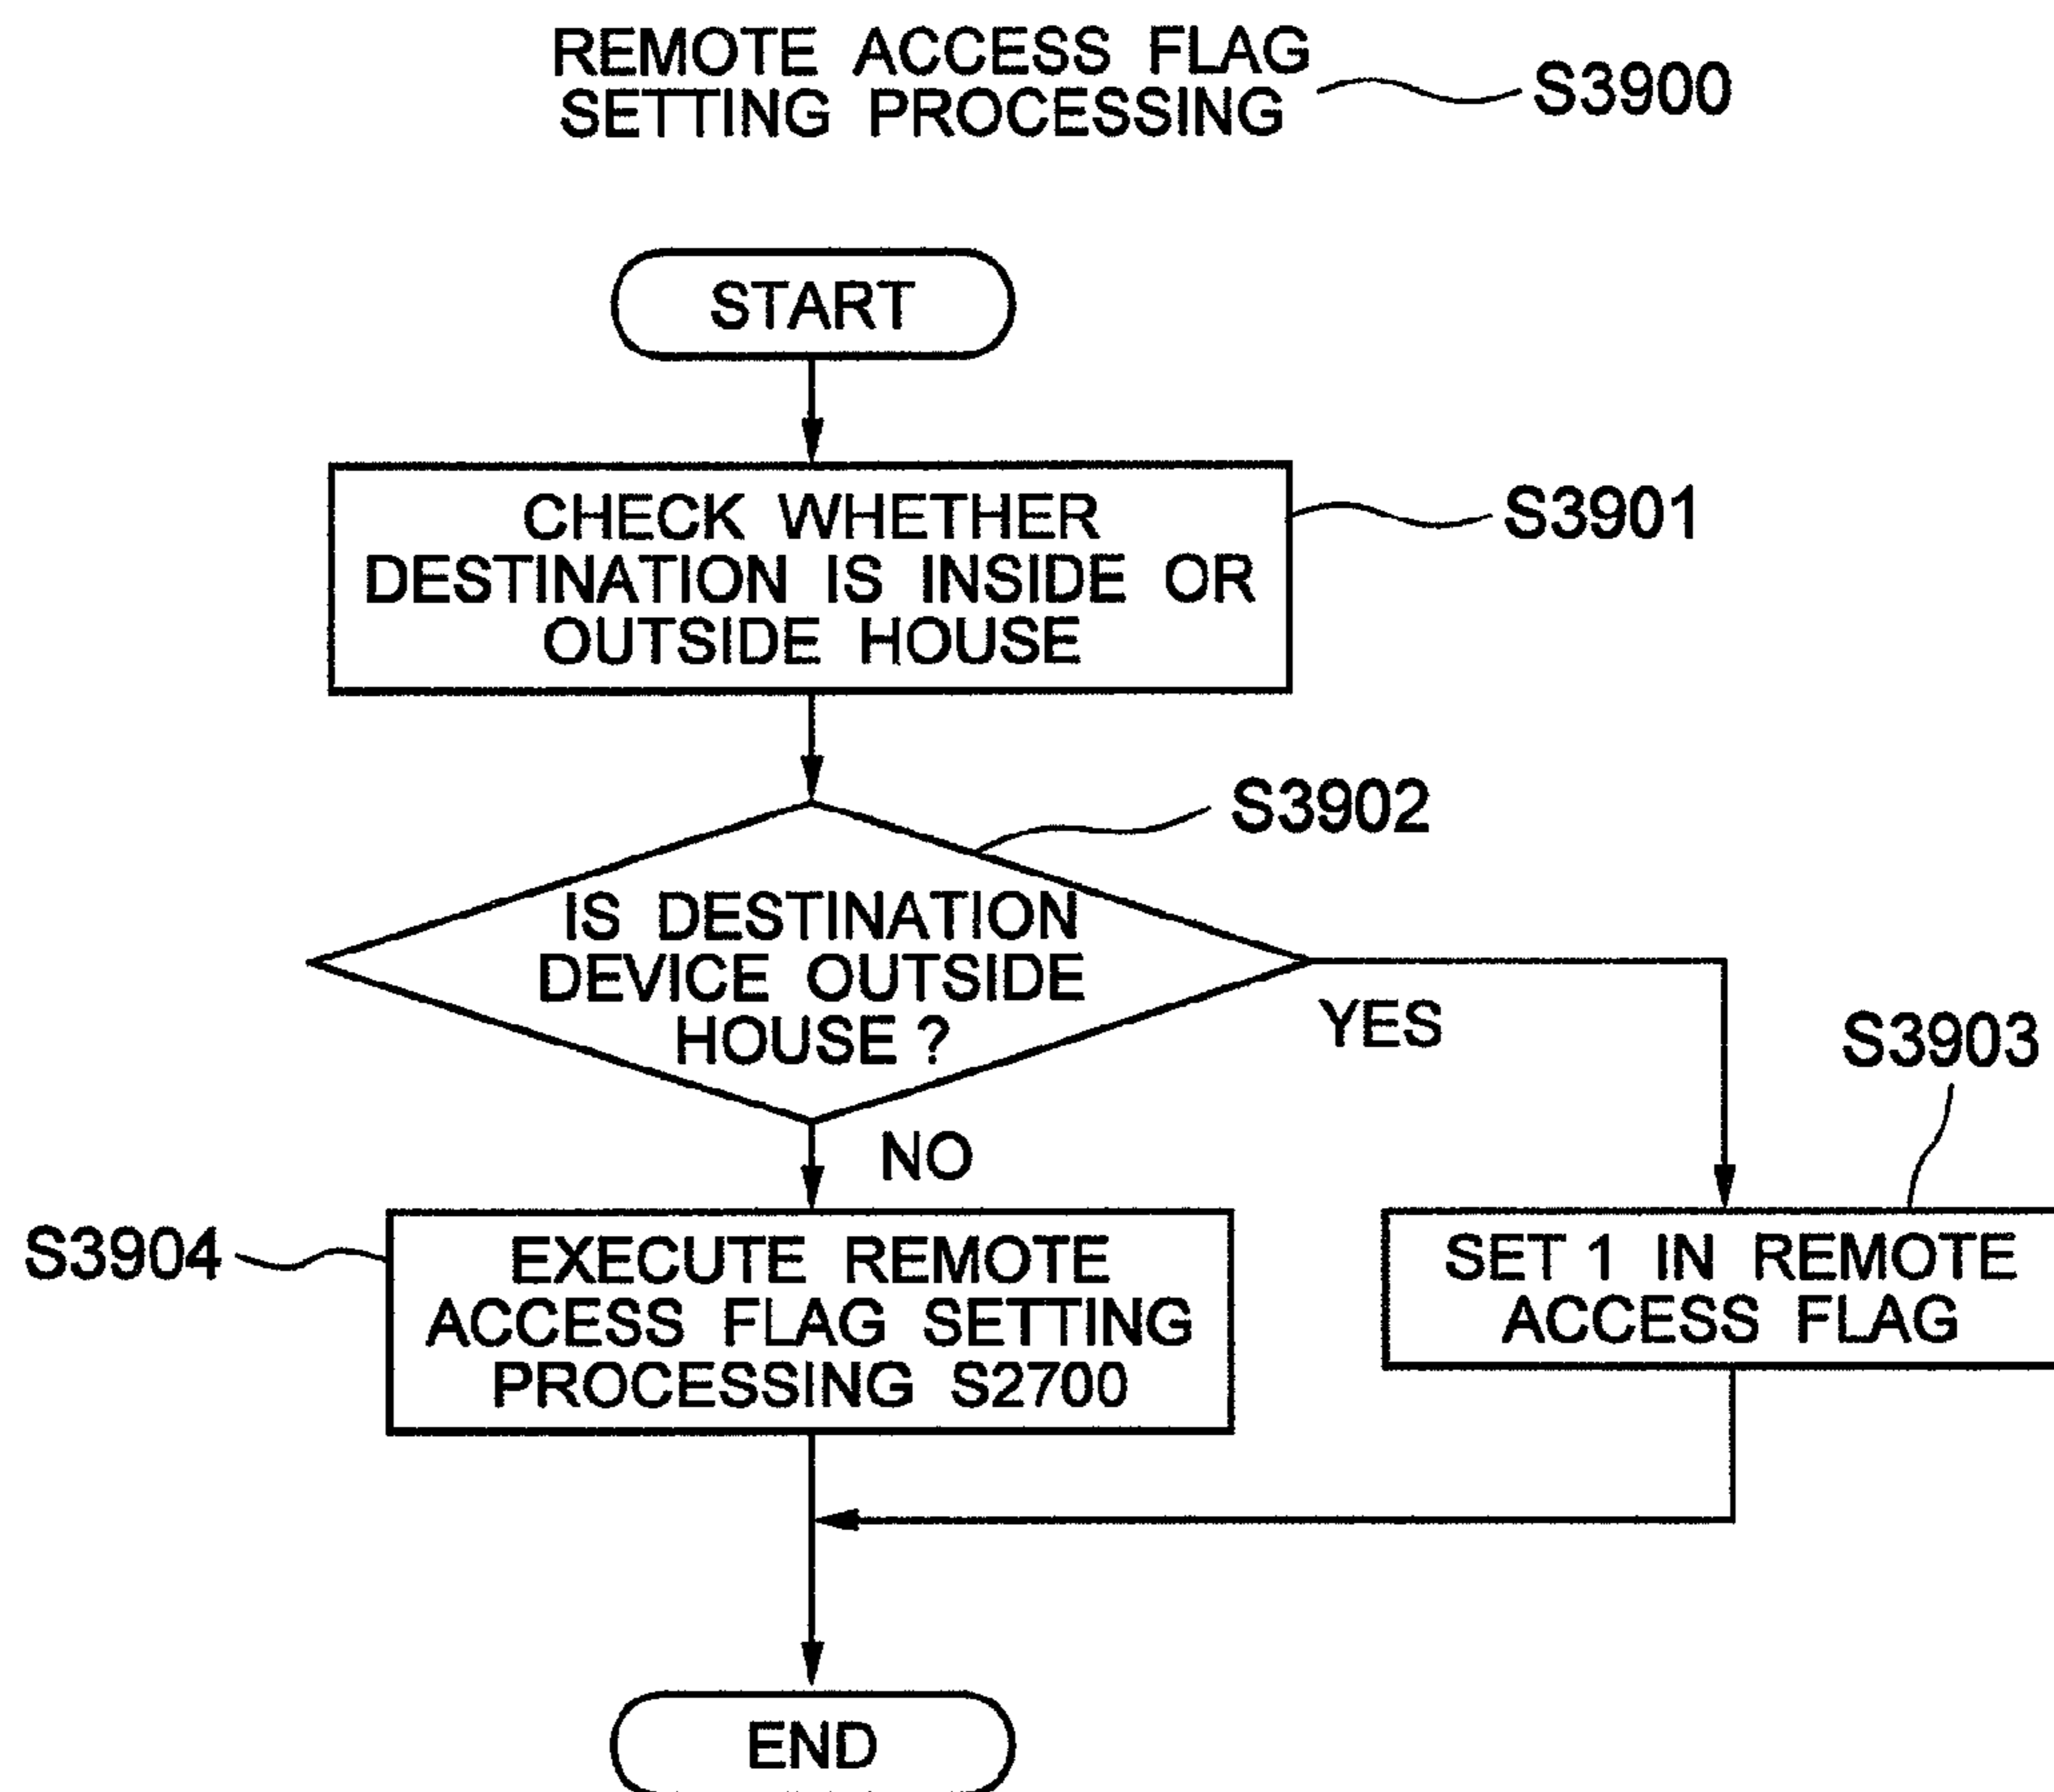 REMOTE ACCESS FLAG
SETTING PROCESSING
S3900
START
CHECK WHETHER
DESTINATION IS INSIDE OR
OUTSIDE HOUSE
S3901
S3902
IS DESTINATION
DEVICE OUTSIDE
HOUSE ?
YES
NO
S3903
SET 1 IN REMOTE
ACCESS FLAG
S3904
EXECUTE REMOTE
ACCESS FLAG SETTING
PROCESSING S2700
END